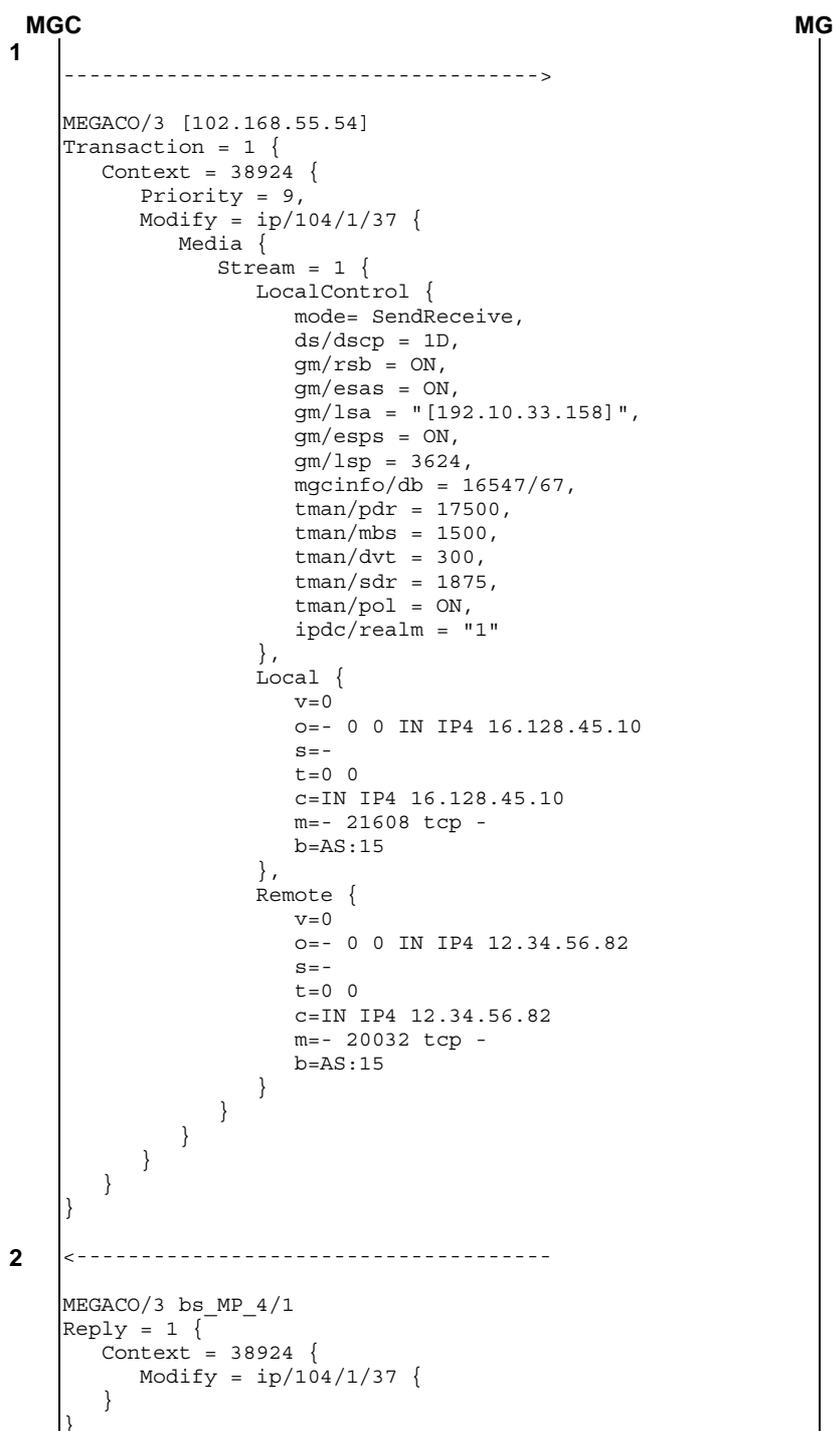 MGC MG
1
------------------------------------->
MEGACO/3 [102.168.55.54]
Transaction = 1 {
   Context = 38924 {
      Priority = 9,
      Modify = ip/104/1/37 {
         Media {
            Stream = 1 {
               LocalControl {
                  mode= SendReceive,
                  ds/dscp = 1D,
                  gm/rsb = ON,
                  gm/esas = ON,
                  gm/lsa = "[192.10.33.158]",
                  gm/esps = ON,
                  gm/lsp = 3624,
                  mgcinfo/db = 16547/67,
                  tman/pdr = 17500,
                  tman/mbs = 1500,
                  tman/dvt = 300,
                  tman/sdr = 1875,
                  tman/pol = ON,
                  ipdc/realm = "1"
               },
               Local {
                  v=0
                  o=- 0 0 IN IP4 16.128.45.10
                  s=-
                  t=0 0
                  c=IN IP4 16.128.45.10
                  m=- 21608 tcp -
                  b=AS:15
               },
               Remote {
                  v=0
                  o=- 0 0 IN IP4 12.34.56.82
                  s=-
                  t=0 0
                  c=IN IP4 12.34.56.82
                  m=- 20032 tcp -
                  b=AS:15
               }
            }
         }
      }
   }
}
2 <-------------------------------------
MEGACO/3 bs_MP_4/1
Reply = 1 {
   Context = 38924 {
      Modify = ip/104/1/37 {
   }
}